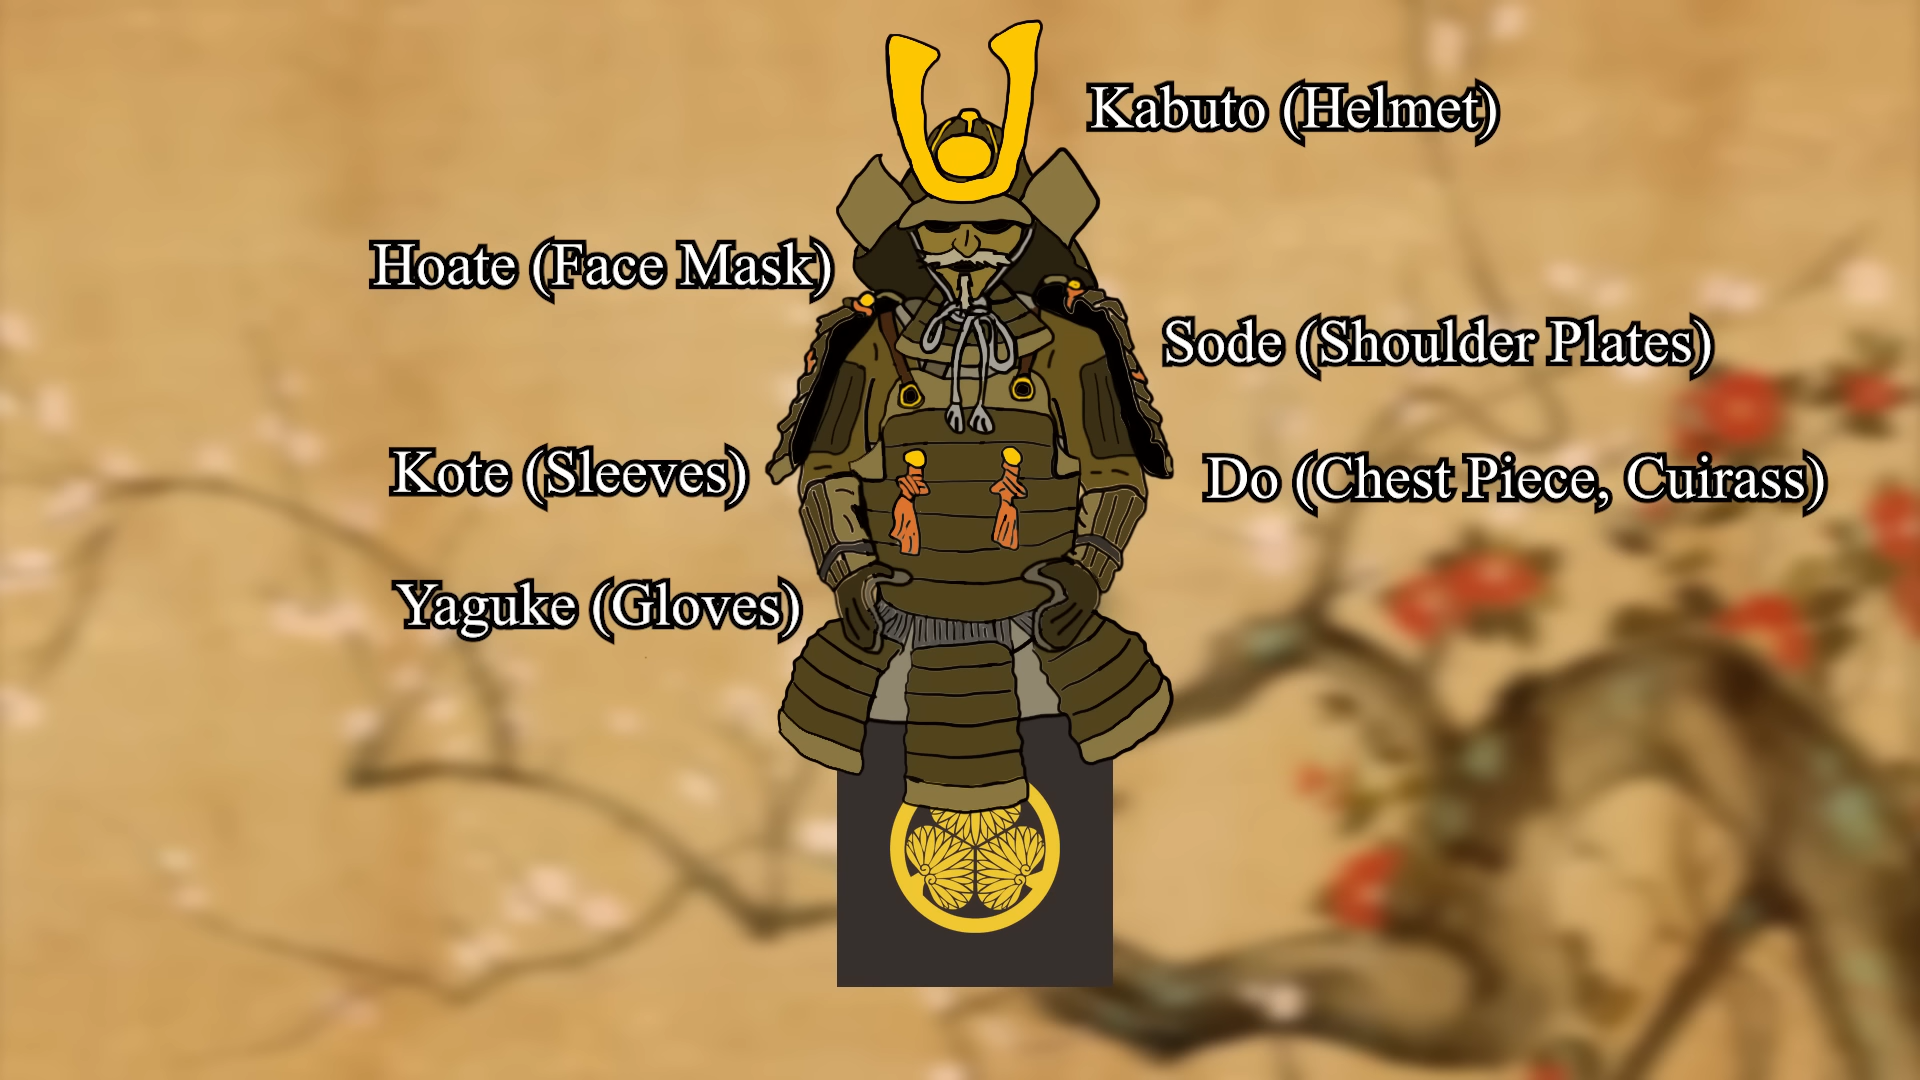 Kabuto (Helmet)
Hoate (Face Mask)
Sode (Shoulder Plates)
Kote (Sleeves)
Do (Chest Piece, Cuirass)
Yaguke (Gloves)